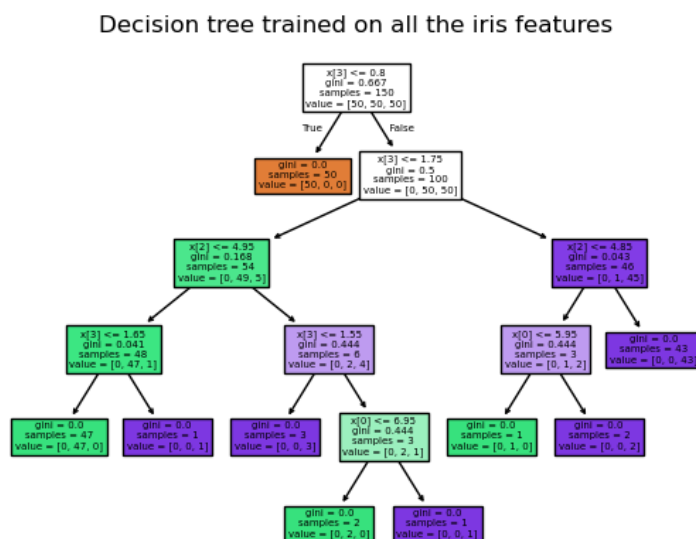 Decision tree trained on all the iris features
x[3] <= 0.8
gini = 0.667
samples = 150
value = [50, 50, 50]
True
False
gini = 0.0
samples = 50
value = [50, 0, 0]
x[3] <= 1.75
gini = 0.5
samples = 100
value = [0, 50, 50]
x[2] <= 4.95
gini = 0.168
samples = 54
value = [0, 49, 5]
x[2] <= 4.85
gini = 0.043
samples = 46
value = [0, 1, 45]
x[3] <= 1.65
gini = 0.041
samples = 48
value = [0, 47, 1]
x[3] <= 1.55
gini = 0.444
samples = 6
value = [0, 2, 4]
x[0] <= 5.95
gini = 0.444
samples = 3
value = [0, 1, 2]
gini = 0.0
samples = 43
value = [0, 0, 43]
gini = 0.0
samples = 47
value = [0, 47, 0]
gini = 0.0
samples = 1
value = [0, 0, 1]
gini = 0.0
samples = 3
value = [0, 0, 3]
x[0] <= 6.95
gini = 0.444
samples = 3
value = [0, 2, 1]
gini = 0.0
samples = 1
value = [0, 1, 0]
gini = 0.0
samples = 2
value = [0, 0, 2]
gini = 0.0
samples = 2
value = [0, 2, 0]
gini = 0.0
samples = 1
value = [0, 0, 1]